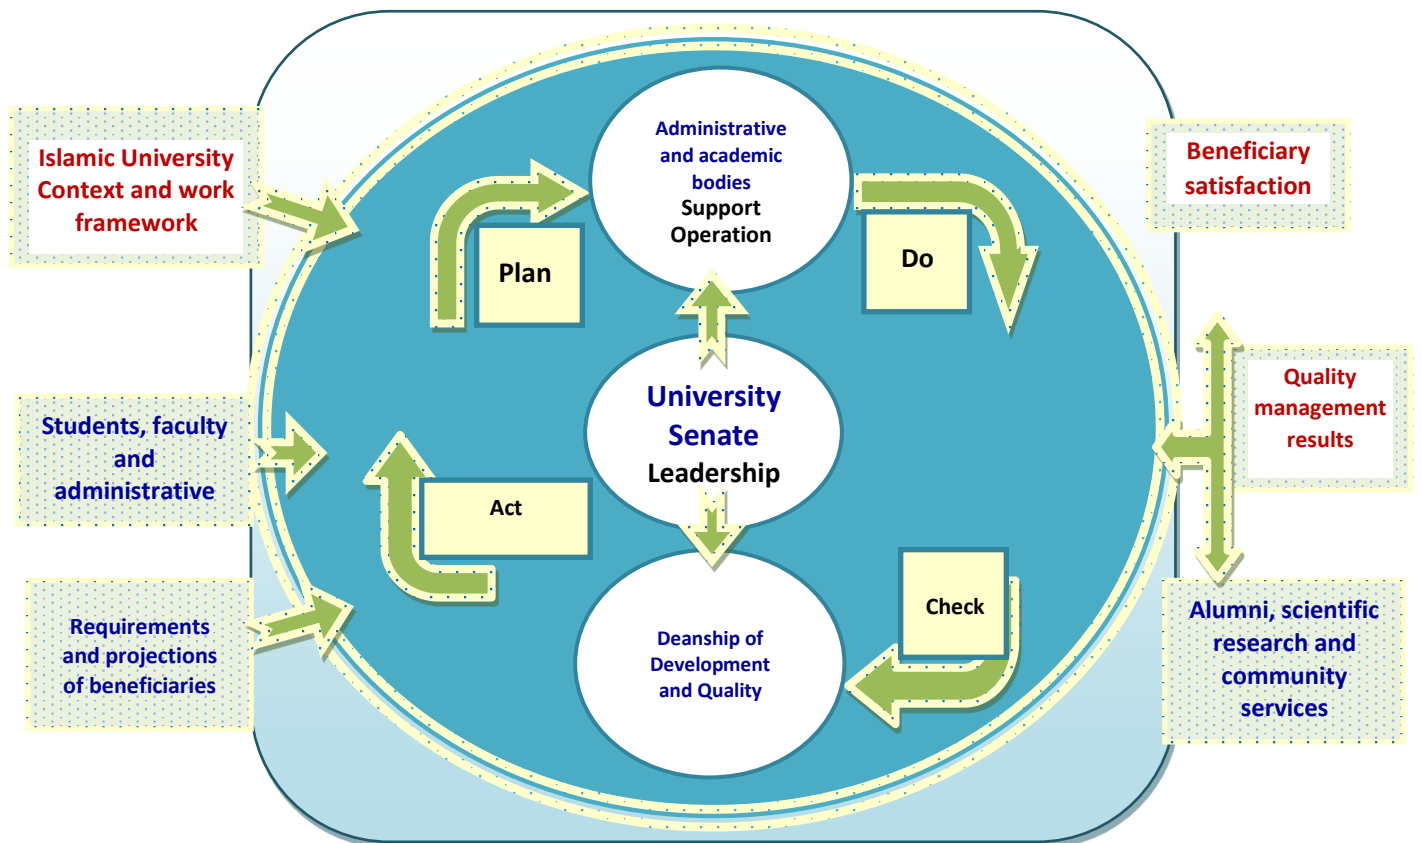 Islamic University
Context and work
framework
Students, faculty
and
administrative
Requirements
and projections
of beneficiaries
Plan
Administrative
and academic
bodies
Support
Operation
Do
University
Senate
Leadership
Act
Check
Deanship of
Development
and Quality
Beneficiary
satisfaction
Quality
management
results
Alumni, scientific
research and
community
services